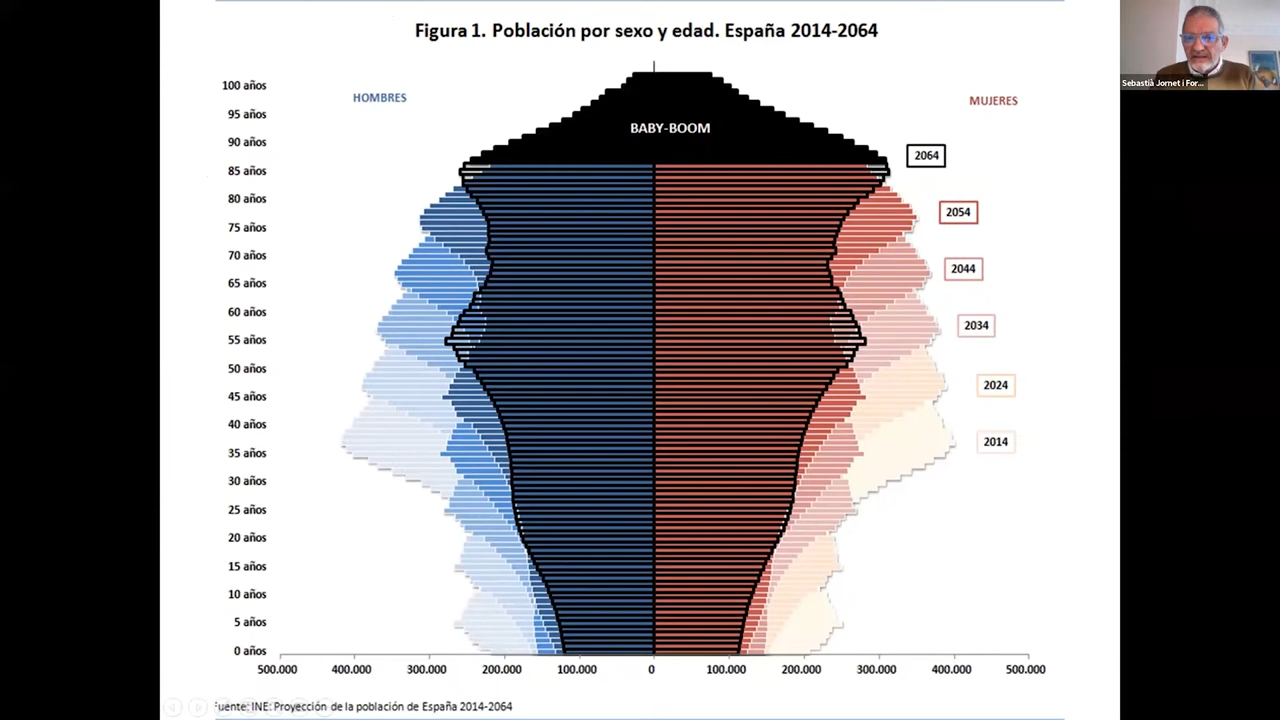 Figura 1. Población por sexo y edad. España 2014-2064
Sebastià Jornet i For...
100 años
HOMBRES
MUJERES
95 años
BABY-BOOM
90 años
2064
85 años
80 años
2054
75 años
70 años
2044
65 años
60 años
2034
55 años
50 años
2024
45 años
40 años
2014
35 años
30 años
25 años
20 años
15 años
10 años
5 años
0 años
500.000 400.000 300.000 200.000 100.000 0 100.000 200.000 300.000 400.000 500.000
Fuente: INE: Proyección de la población de España 2014-2064